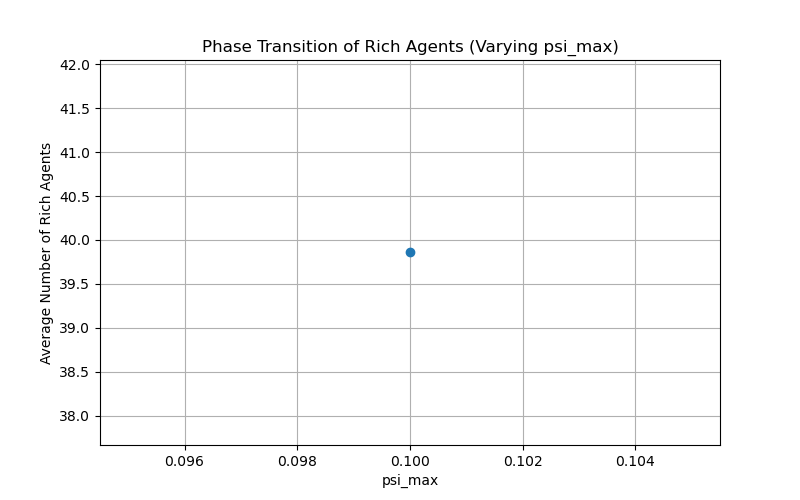 Phase Transition of Rich Agents (Varying psi_max)
Average Number of Rich Agents
42.0
41.5
41.0
40.5
40.0
39.5
39.0
38.5
38.0
0.096 0.098 0.100 0.102 0.104
psi_max